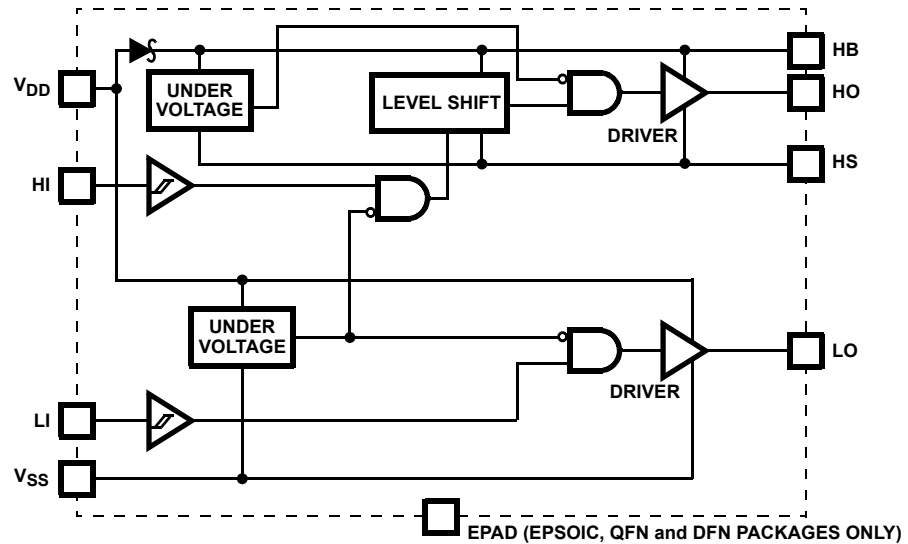 HB
V_DD
UNDER
VOLTAGE
LEVEL SHIFT
HO
DRIVER
HS
HI
UNDER
VOLTAGE
LO
DRIVER
LI
V_SS
EPAD (EPSOIC, QFN and DFN PACKAGES ONLY)